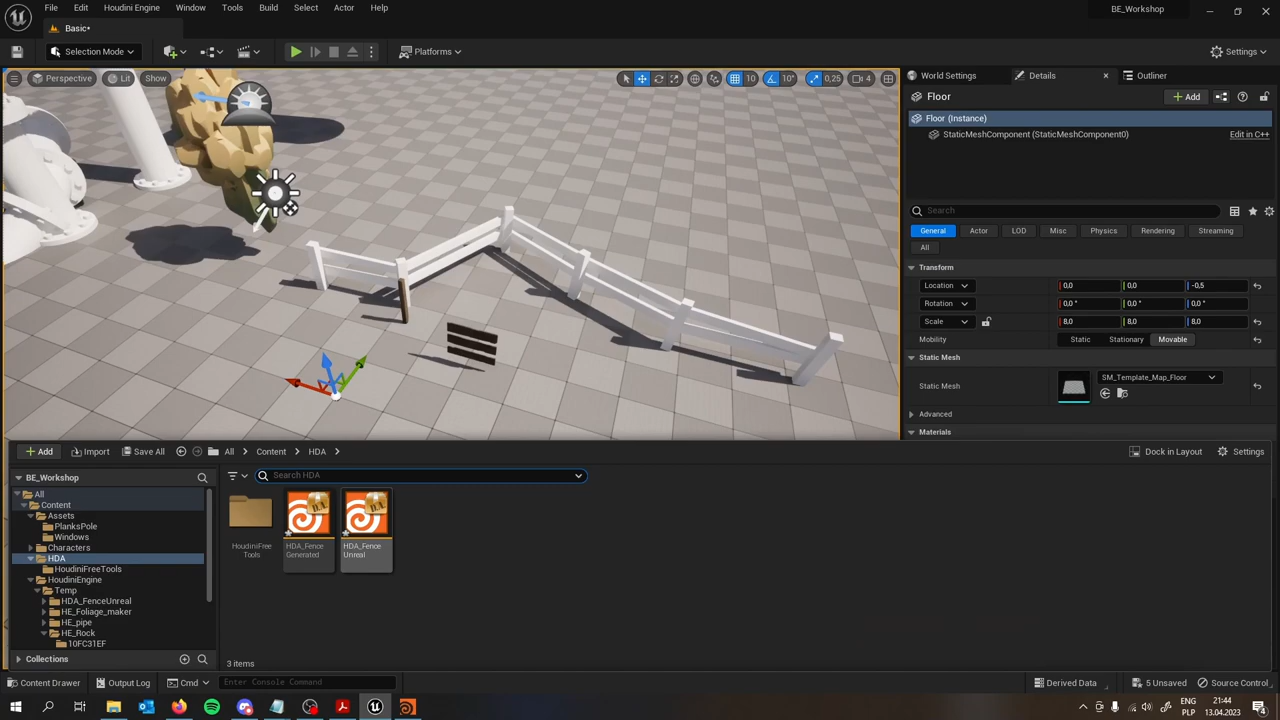 File Edit Houdini Engine Window Tools Build Select Actor Help
BE_Workshop
Basic*
Selection Mode
Platforms
Settings
Perspective Lit Show
10 10° 0,25 4
World Settings Details Outliner
Floor
Add
Floor (Instance)
StaticMeshComponent (StaticMeshComponent0) Edit in C++
Search
General Actor LOD Misc Physics Rendering Streaming
All
Transform
Location 0,0 0,0 -0,5
Rotation 0,0 ° 0,0 ° 0,0 °
Scale 8,0 8,0 8,0
Mobility Static Stationary Movable
Static Mesh
Static Mesh SM_Template_Map_Floor
Advanced
Materials
Add Import Save All All Content HDA
Dock in Layout Settings
BE_Workshop
Search HDA
All
Content
Assets
PlanksPole
Windows
Characters
HDA
HoudiniFreeTools
HoudiniEngine
Temp
HDA_FenceUnreal
HE_Foliage_maker
HE_pipe
HE_Rock
10FC31EF
Collections
HoudiniFree
Tools
HDA_Fence
Generated
HDA_Fence
Unreal
3 items
Content Drawer Output Log Cmd Enter Console Command
Derived Data 5 Unsaved Source Control
ENG
PLP
21:44
13.04.2023
4